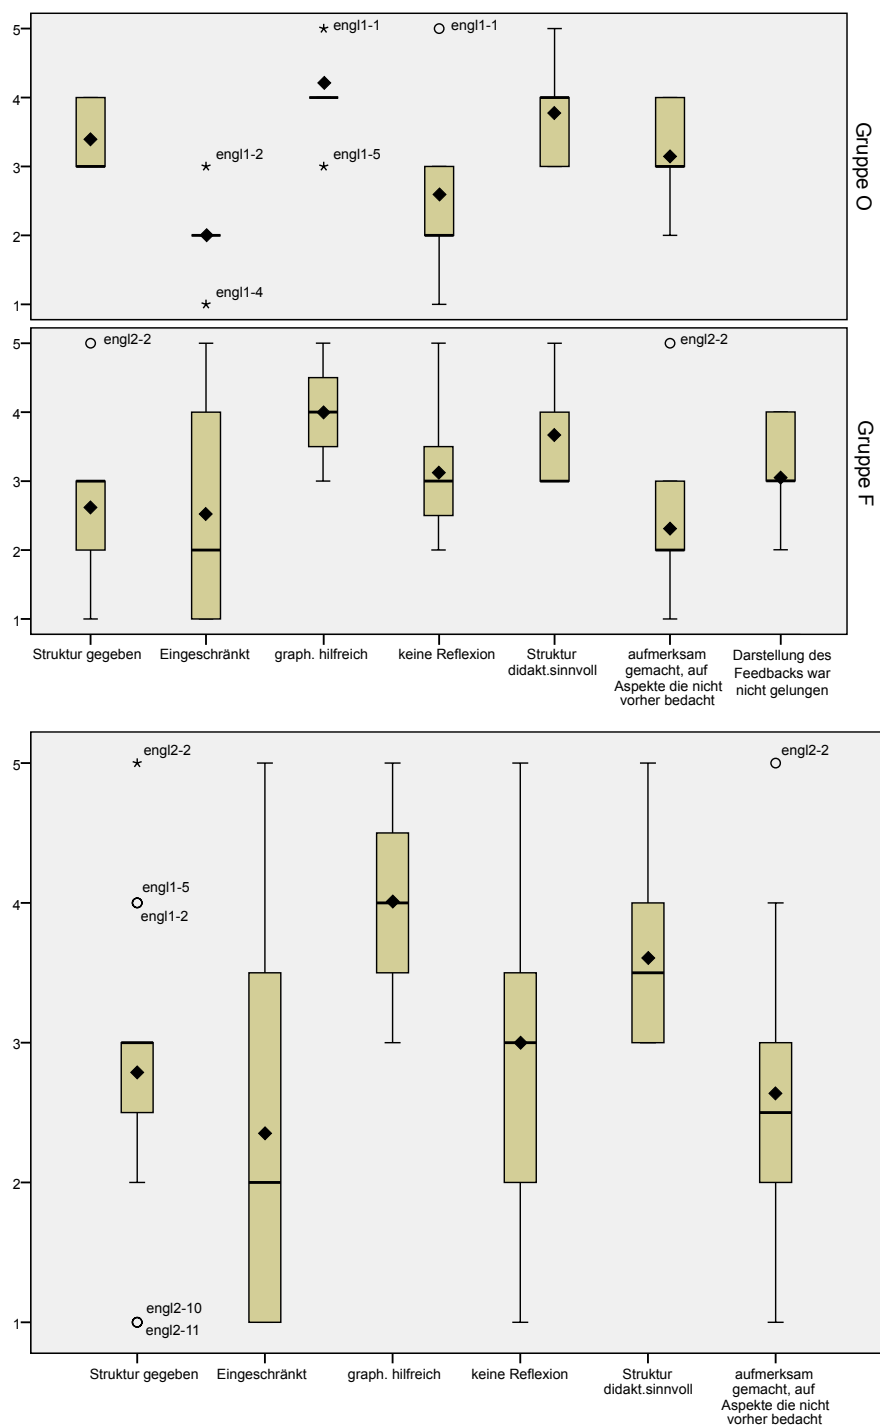 5
engl1-1
engl1-1
4
3
engl1-2
engl1-5
2
1
engl1-4
Gruppe O
5
engl2-2
engl2-2
4
3
2
1
Gruppe F
Struktur gegeben
Eingeschränkt
graph. hilfreich
keine Reflexion
Struktur
didakt.sinnvoll
aufmerksam
gemacht, auf
Aspekte die nicht
vorher bedacht
Darstellung des
Feedbacks war
nicht gelungen
5
engl2-2
engl2-2
4
engl1-5
engl1-2
3
2
1
engl2-10
engl2-11
Struktur gegeben
Eingeschränkt
graph. hilfreich
keine Reflexion
Struktur
didakt.sinnvoll
aufmerksam
gemacht, auf
Aspekte die nicht
vorher bedacht